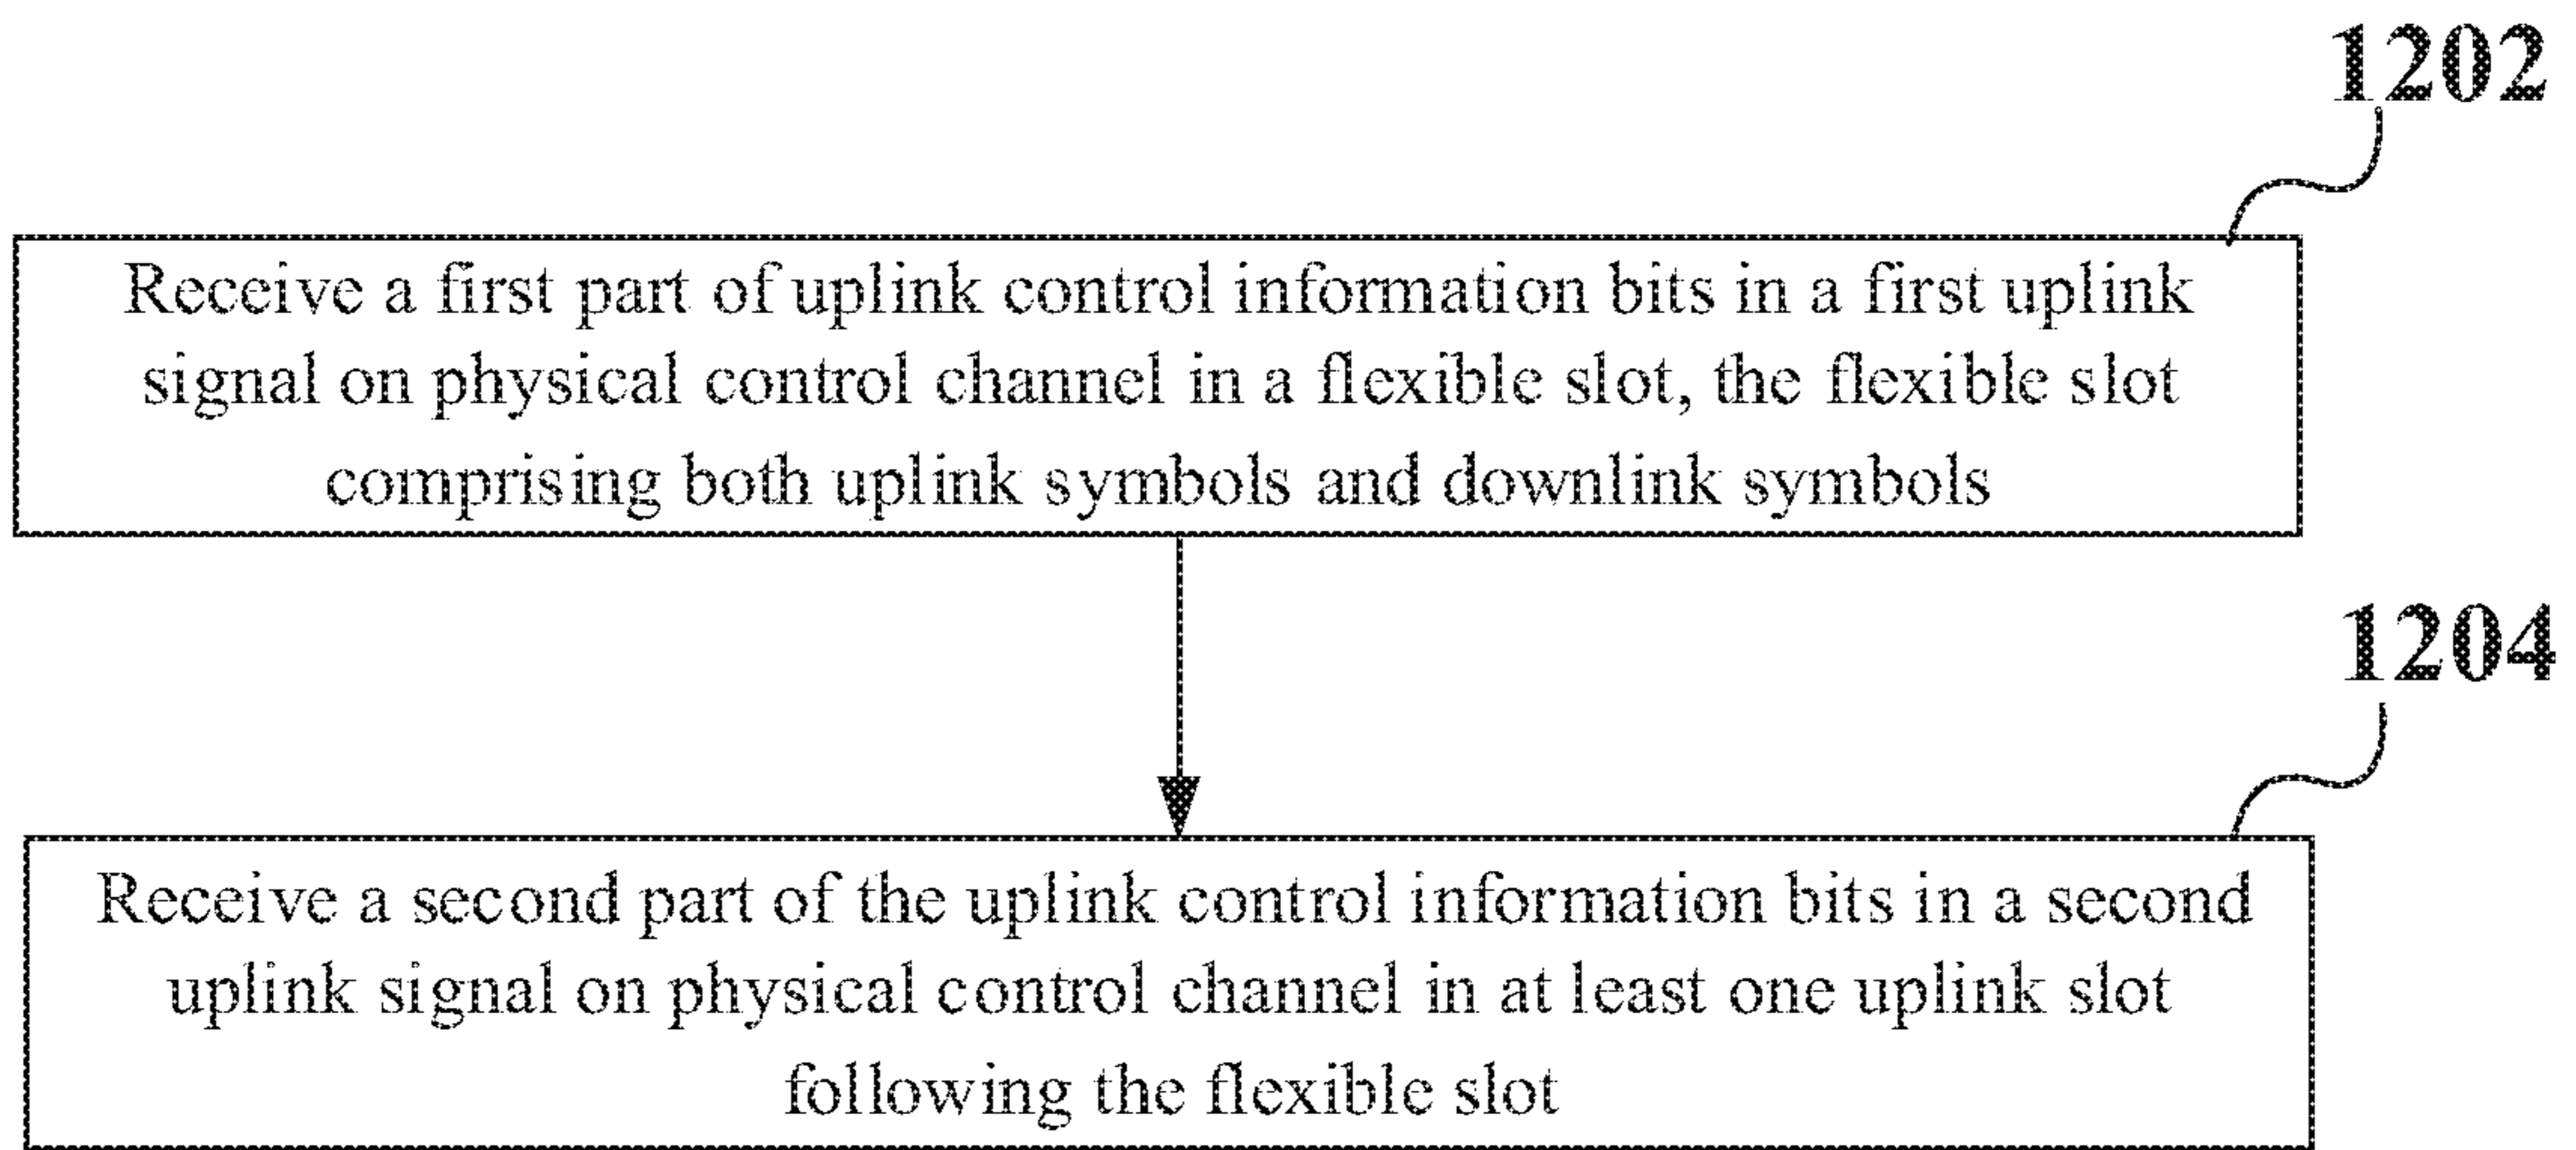 1202
Receive a first part of uplink control information bits in a first uplink
signal on physical control channel in a flexible slot, the flexible slot
comprising both uplink symbols and downlink symbols
1204
Receive a second part of the uplink control information bits in a second
uplink signal on physical control channel in at least one uplink slot
following the flexible slot